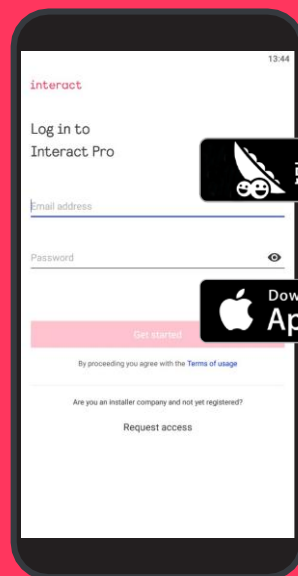 13:44
interact
Log in to
Interact Pro
Email address
Password
Dow
Ap
Get started
By proceeding you agree with the Terms of usage
Are you an installer company and not yet registered?
Request access